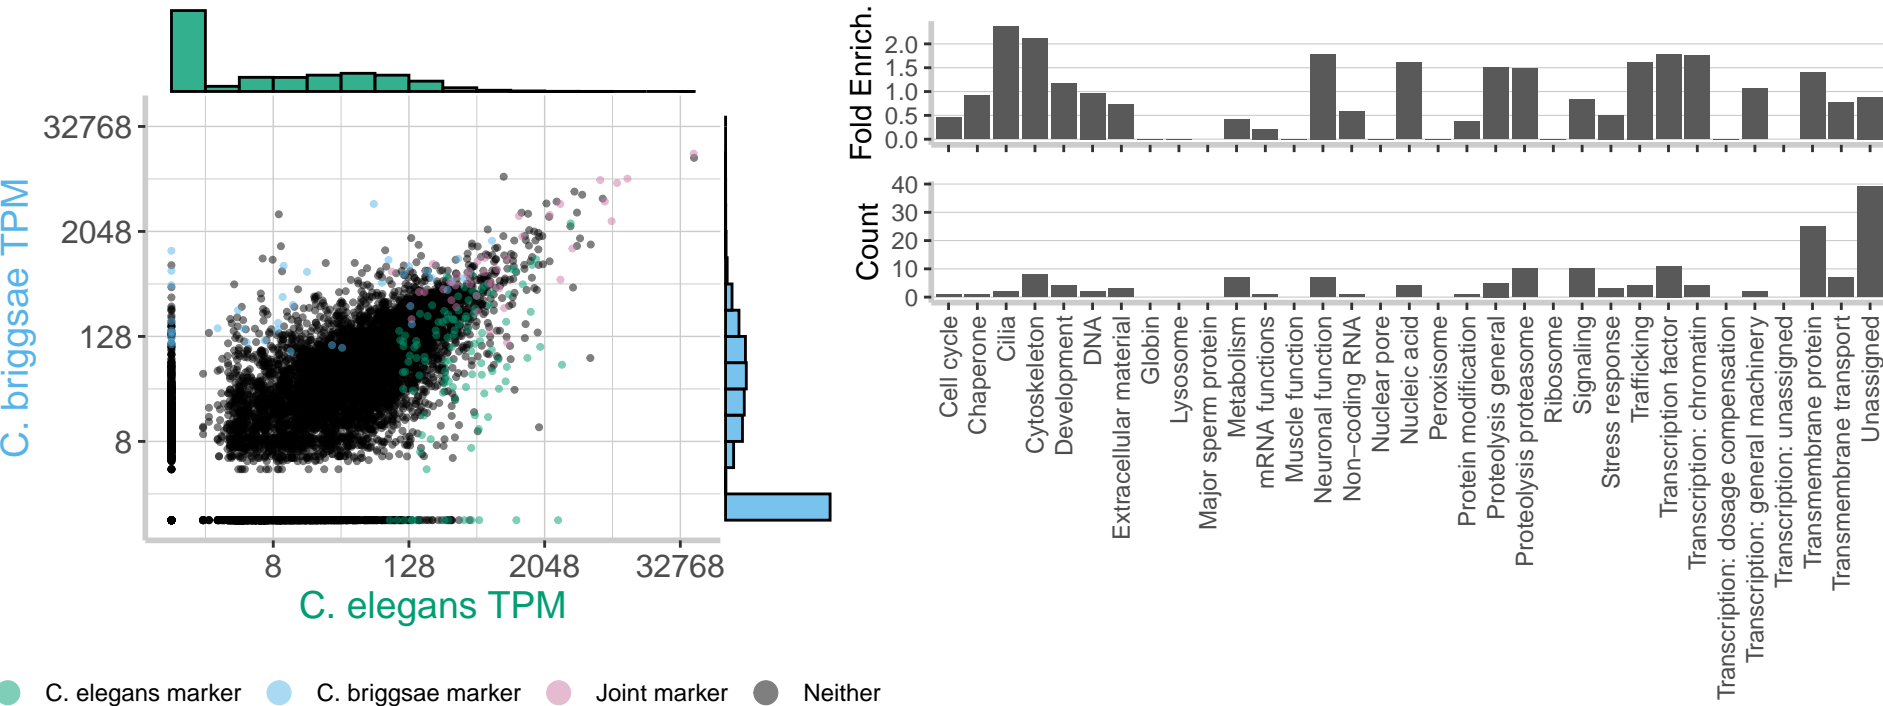 32768
2048
128
8
C. briggsae TPM
8
128
2048
32768
C. elegans TPM
C. elegans marker
C. briggsae marker
Joint marker
Neither
Fold Enrich.
2.0
1.5
1.0
0.5
0.0
Count
40
30
20
10
0
Cell cycle
Chaperone
Cilia
Cytoskeleton
Development
DNA
Extracellular material
Globin
Lysosome
Major sperm protein
Metabolism
mRNA functions
Muscle function
Neuronal function
Non−coding RNA
Nuclear pore
Nucleic acid
Peroxisome
Protein modification
Proteolysis general
Proteolysis proteasome
Ribosome
Signaling
Stress response
Trafficking
Transcription factor
Transcription: chromatin
Transcription: dosage compensation
Transcription: general machinery
Transcription: unassigned
Transmembrane protein
Transmembrane transport
Unassigned